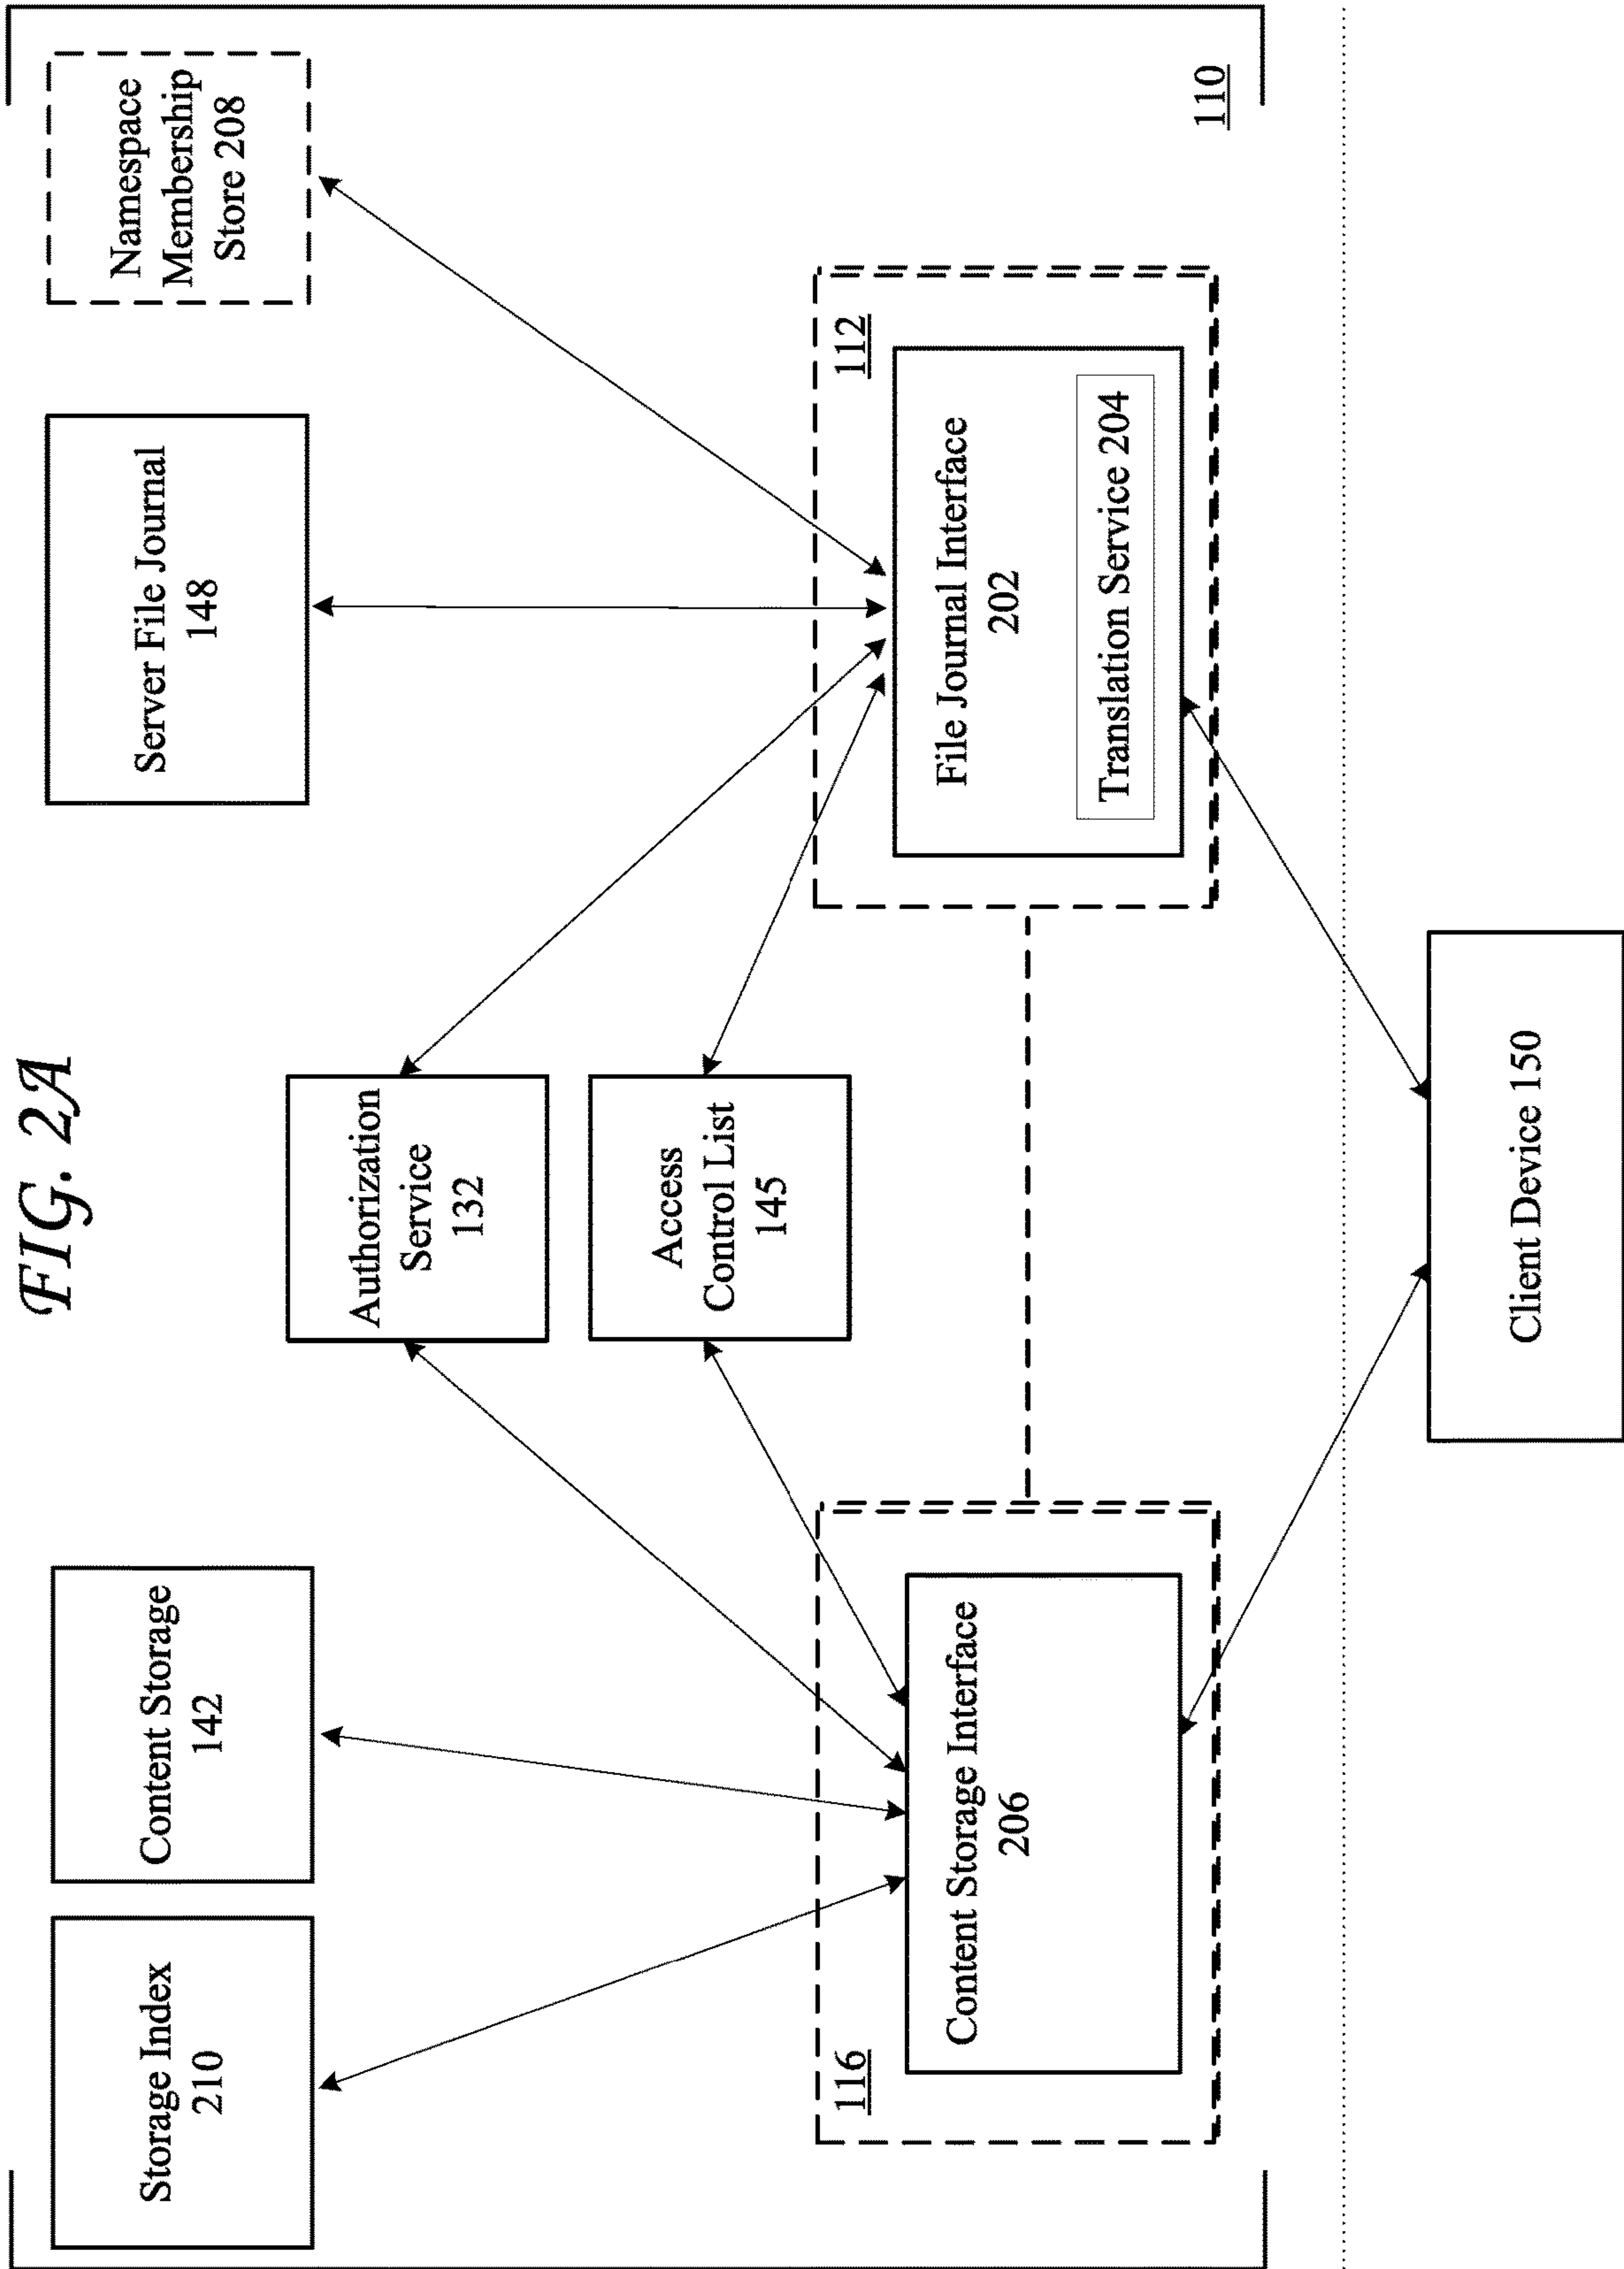 FIG. 2A
Storage Index
210
Content Storage
142
Server File Journal
148
Namespace
Membership
Store 208
Authorization
Service
132
Access
Control List
145
116
Content Storage Interface
206
112
File Journal Interface
202
Translation Service 204
110
Client Device 150